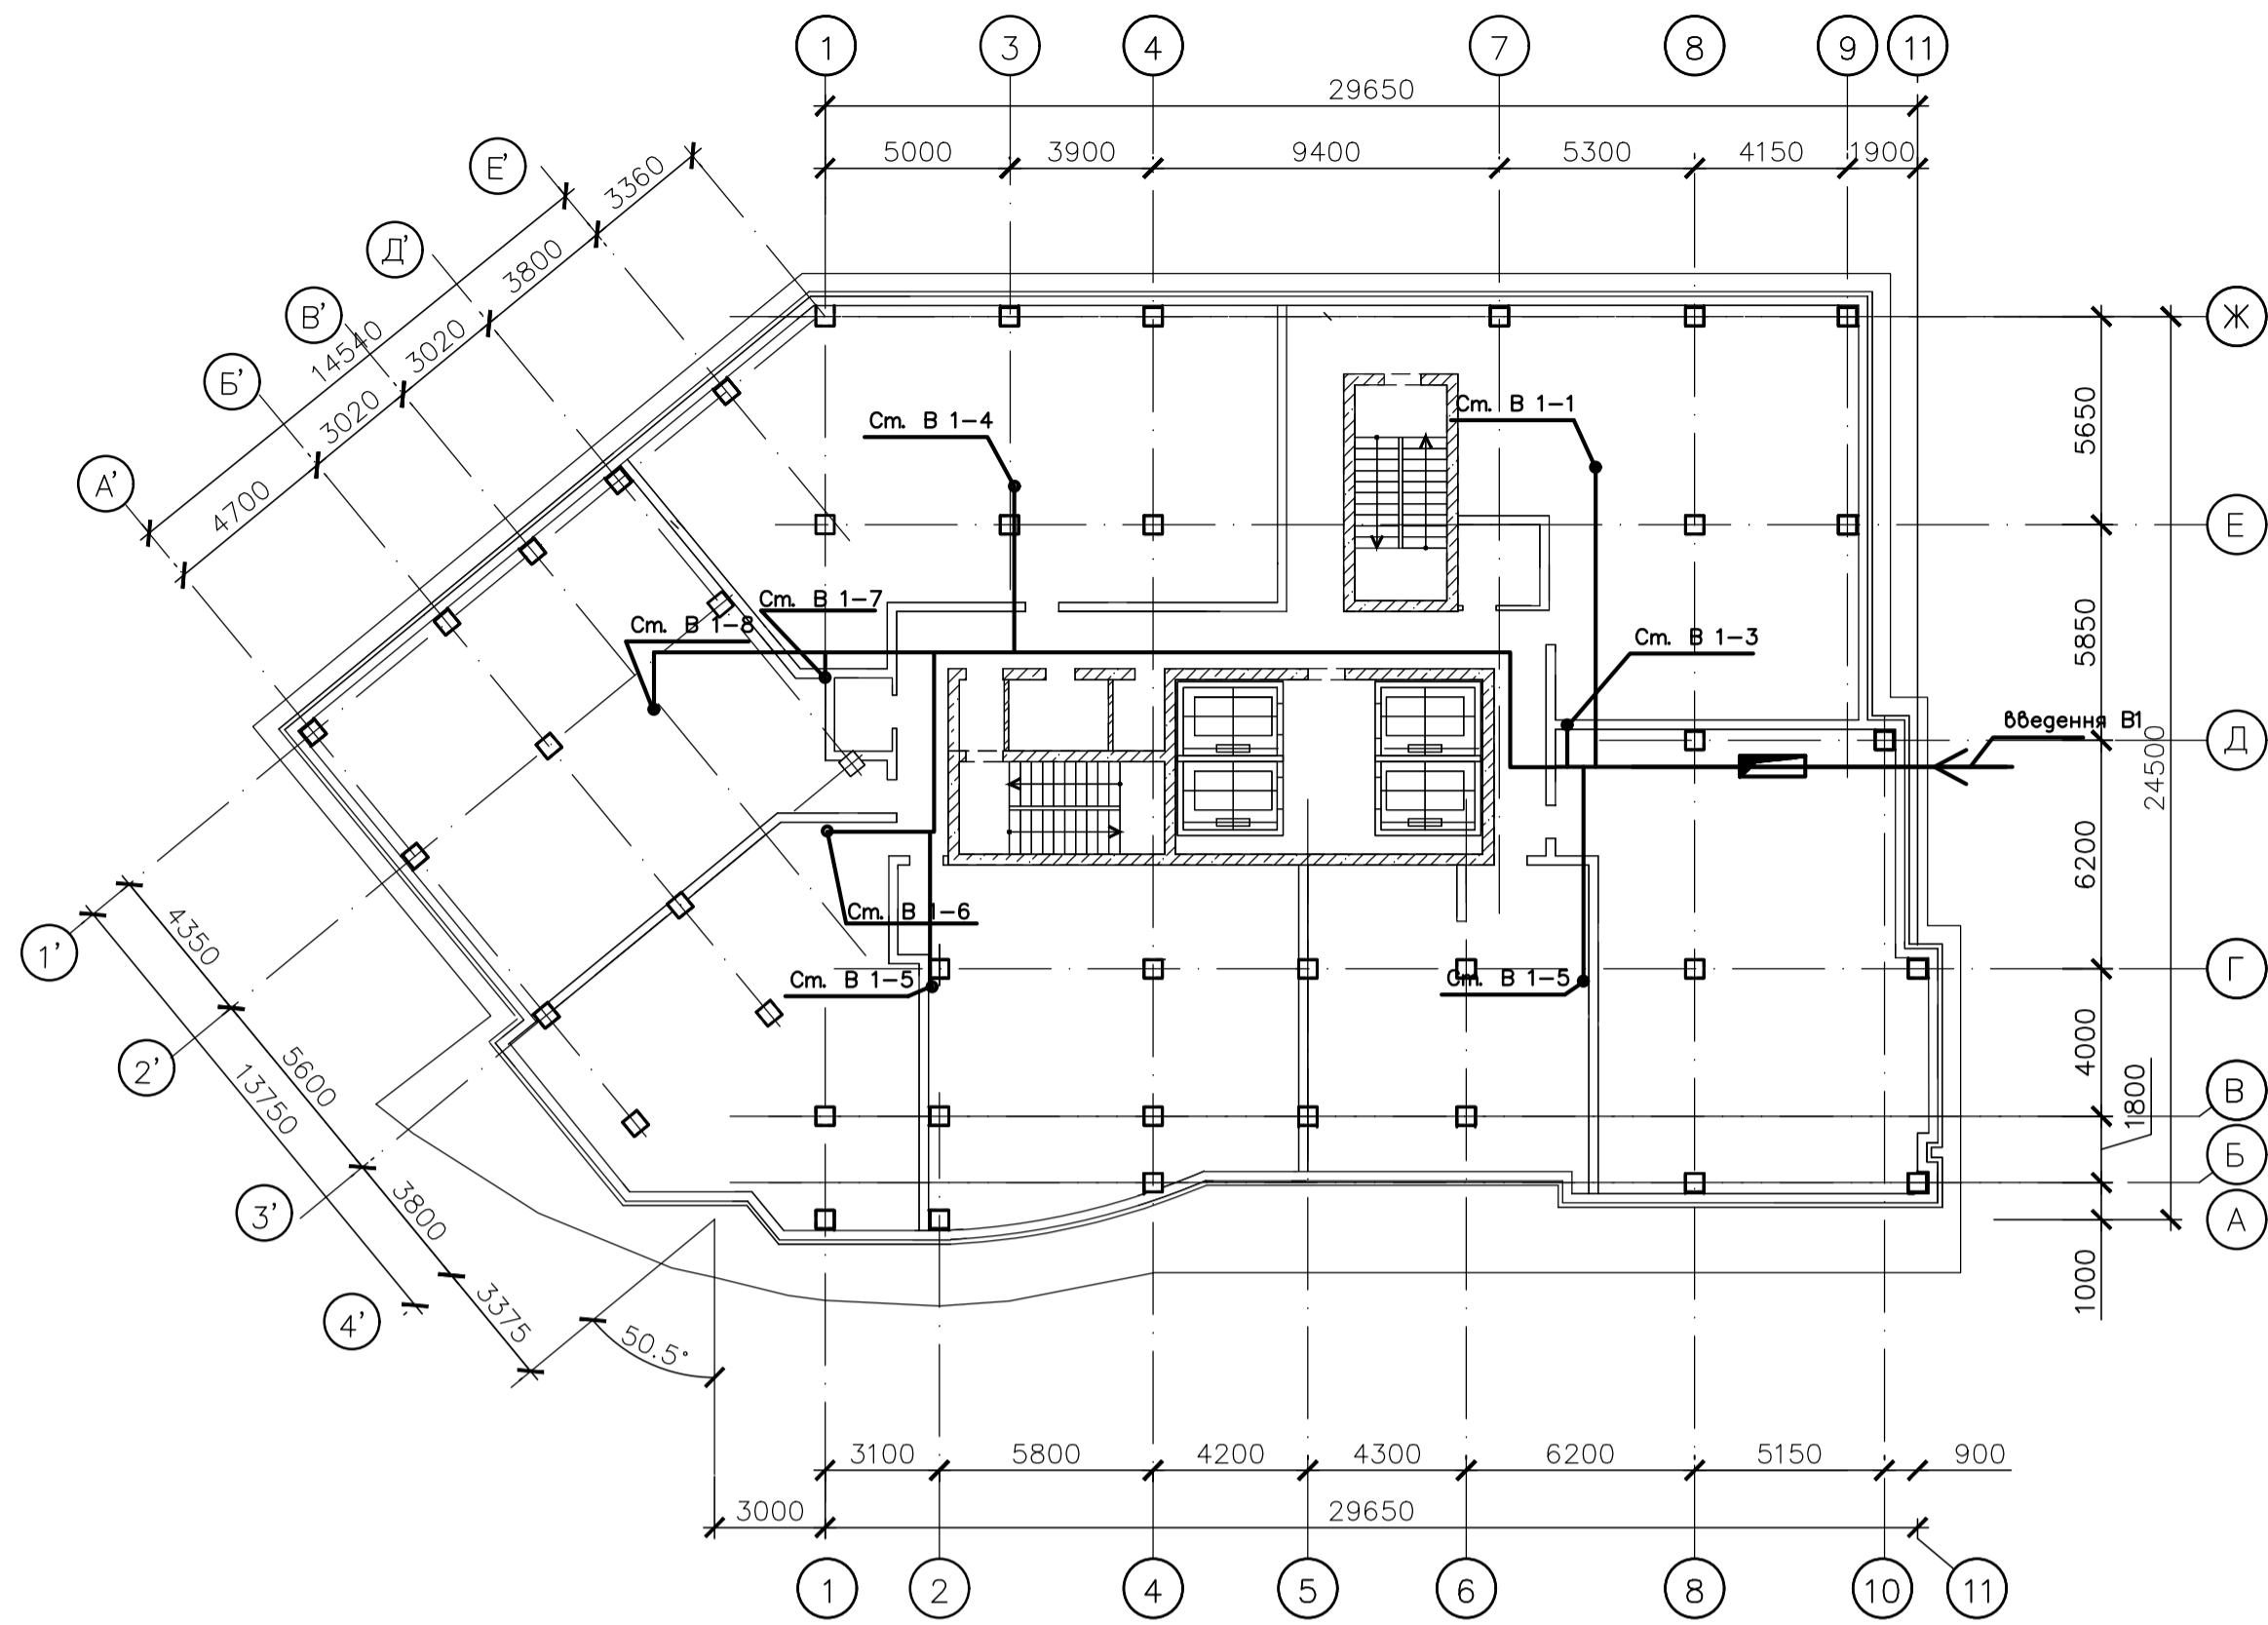 1 3 4 7 8 9 11
29650
5000 3900 9400 5300 4150 1900
Е' Д' В' Б' А'
3360
3800
3020
3020
4700
14540
Ж
Е
Д
Г
В
Б
А
5650
5850
6200
4000
1800
1000
24500
Ст. В 1-4
Ст. В 1-1
Ст. В 1-7
Ст. В 1-8
Ст. В 1-3
введення В1
Ст. В 1-6
Ст. В 1-5
Ст. В 1-5
1' 2' 3' 4'
4350
5600
13750
3800
3375
50.5°
3100 5800 4200 4300 6200 5150 900
3000 29650
1 2 4 5 6 8 10 11